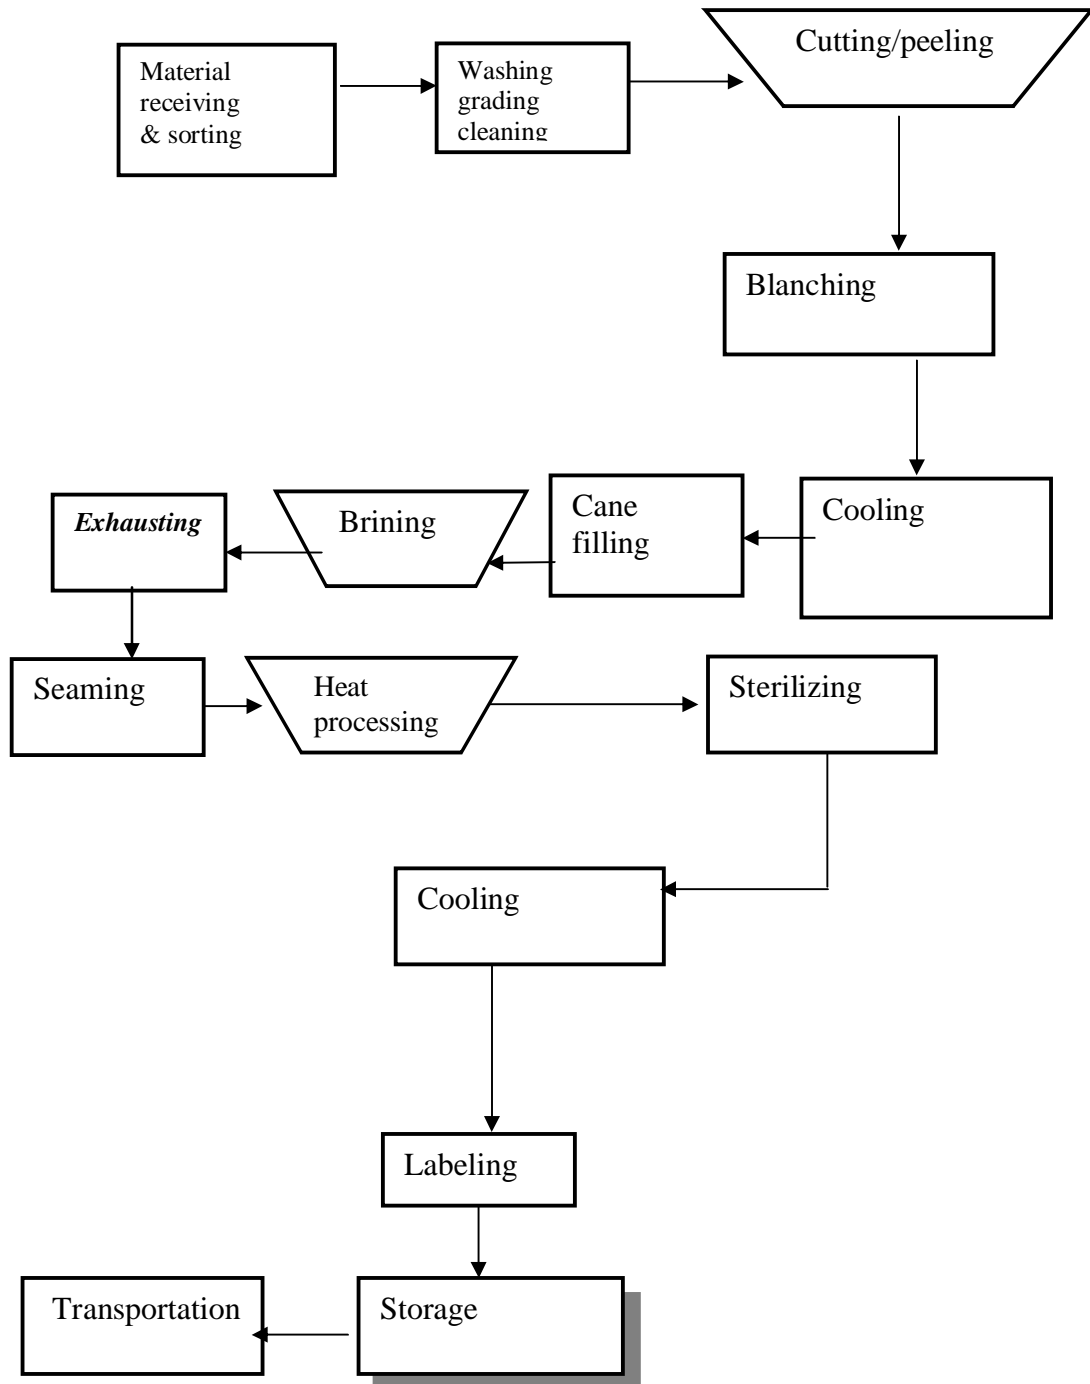 Material
receiving
& sorting
Washing
grading
cleaning
Cutting/peeling
Blanching
Cooling
Cane
filling
Brining
Exhausting
Seaming
Heat
processing
Sterilizing
Cooling
Labeling
Storage
Transportation